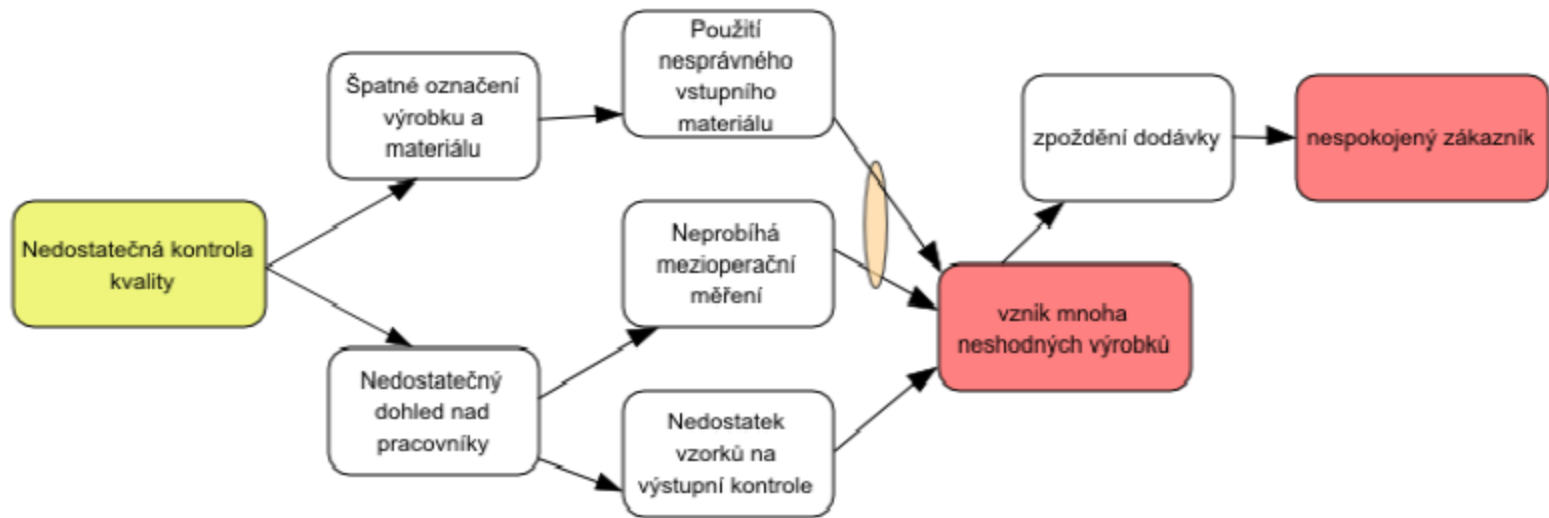 Nedostatečná kontrola
kvality
Špatné označení
výrobku a
materiálu
Nedostatečný
dohled nad
pracovníky
Použití
nesprávného
vstupního
materiálu
Neprobíhá
mezioperační
měření
Nedostatek
vzorků na
výstupní kontrole
vznik mnoha
neshodných výrobků
zpoždění dodávky
nespokojený zákazník